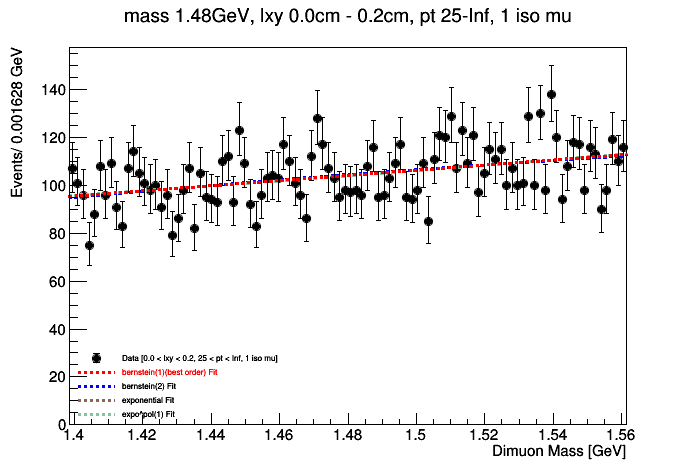 mass 1.48GeV, lxy 0.0cm - 0.2cm, pt 25-Inf, 1 iso mu
Events/ 0.001628 GeV
140
120
100
80
60
40
20
0
Data [0.0 < lxy < 0.2, 25 < pt < Inf, 1 iso mu]
bernstein(1)(best order) Fit
bernstein(2) Fit
exponential Fit
expo*pol(1) Fit
1.4 1.42 1.44 1.46 1.48 1.5 1.52 1.54 1.56
Dimuon Mass [GeV]